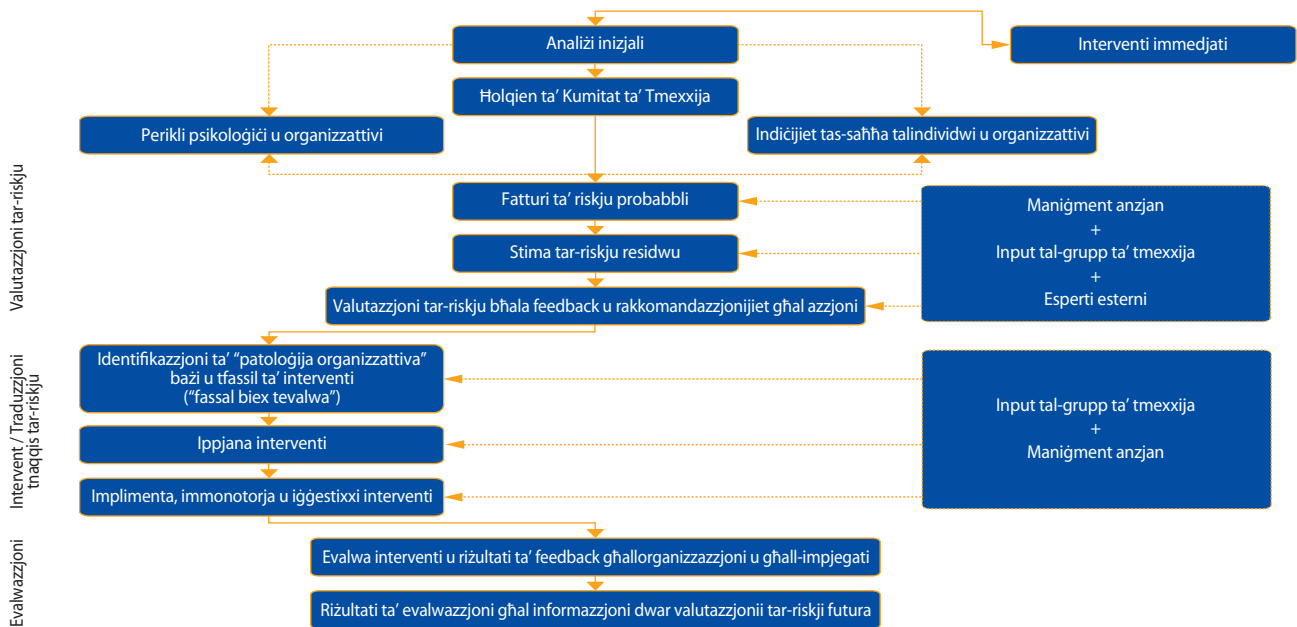 Analiżi inizjali
Interventi immedjati
Ħolqien ta’ Kumitat ta’ Tmexxija
Perikli psikoloġiċi u organizzattivi
Indiċijiet tas-saħħa talindividwi u organizzattivi
Valutazzjoni tar-riskju
Fatturi ta’ riskju probabbli
Stima tar-riskju residwu
Valutazzjoni tar-riskju bħala feedback u rakkomandazzjonijiet għal azzjoni
Maniġment anzjan
+
Input tal-grupp ta’ tmexxija
+
Esperti esterni
Intervent / Traduzzjoni
tnaqqis tar-riskju
Identifikazzjoni ta’ “patoloġija organizzattiva”
bażi u tfassil ta’ interventi
(“fassal biex tevalwa”)
Ippjana interventi
Implimenta, immonotorja u iġġestixxi interventi
Input tal-grupp ta’ tmexxija
+
Maniġment anzjan
Evalwazzjoni
Evalwa interventi u riżultati ta’ feedback għallorganizzazzjoni u għall-impjegati
Riżultati ta’ evalwazzjoni għal informazzjoni dwar valutazzjonii tar-riskji futura